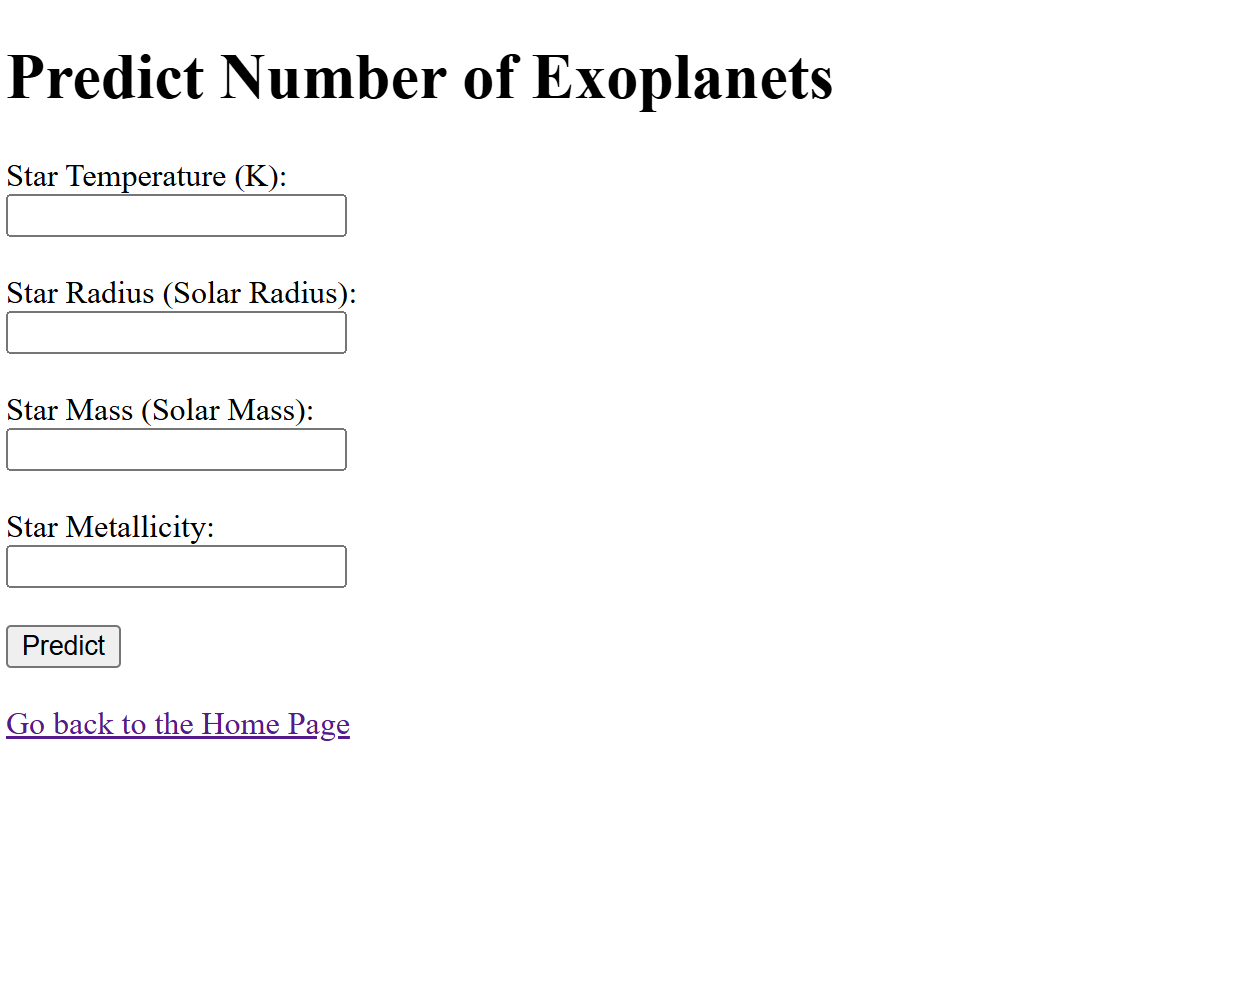 Predict Number of Exoplanets
Star Temperature (K):
Star Radius (Solar Radius):
Star Mass (Solar Mass):
Star Metallicity:
Predict
Go back to the Home Page